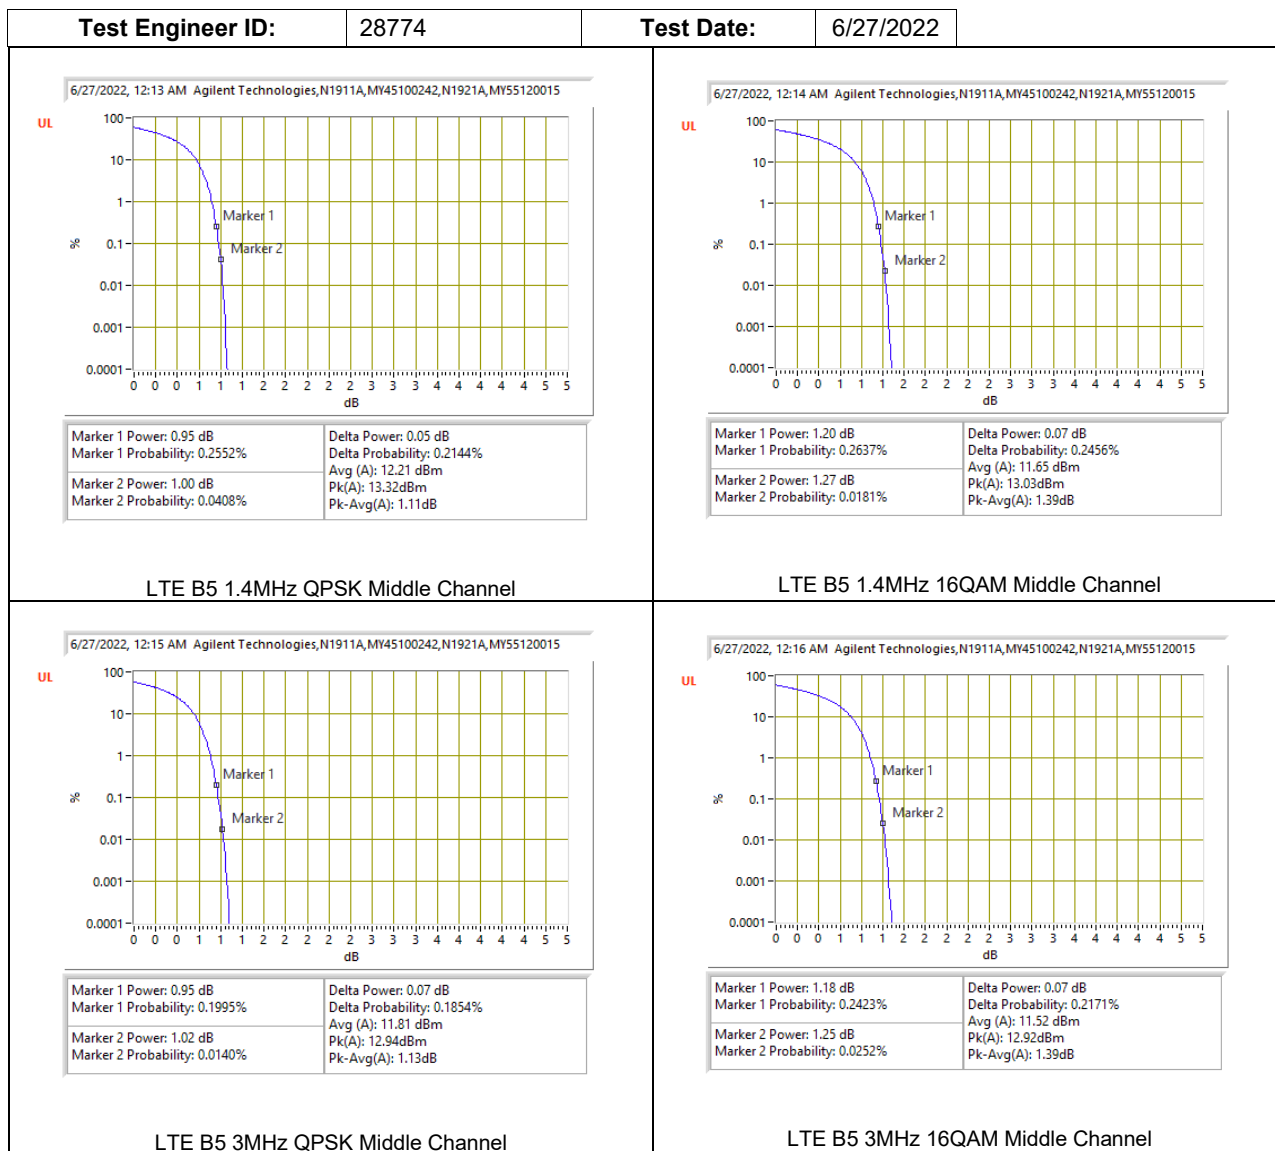 Test Engineer ID: 28774 Test Date: 6/27/2022
6/27/2022, 12:13 AM Agilent Technologies,N1911A,MY45100242,N1921A,MY55120015
UL
100
10
1
Marker 1
%
0.1
Marker 2
0.01
0.001
0.0001
0 0 0 1 1 1 2 2 2 2 2 3 3 3 4 4 4 4 4 5 5
dB
Marker 1 Power: 0.95 dB
Marker 1 Probability: 0.2552%
Marker 2 Power: 1.00 dB
Marker 2 Probability: 0.0408%
Delta Power: 0.05 dB
Delta Probability: 0.2144%
Avg (A): 12.21 dBm
Pk(A): 13.32dBm
Pk-Avg(A): 1.11dB
LTE B5 1.4MHz QPSK Middle Channel
6/27/2022, 12:14 AM Agilent Technologies,N1911A,MY45100242,N1921A,MY55120015
UL
100
10
1
Marker 1
%
0.1
Marker 2
0.01
0.001
0.0001
0 0 0 1 1 1 2 2 2 2 3 3 3 3 4 4 4 4 5 5
dB
Marker 1 Power: 1.20 dB
Marker 1 Probability: 0.2637%
Marker 2 Power: 1.27 dB
Marker 2 Probability: 0.0181%
Delta Power: 0.07 dB
Delta Probability: 0.2456%
Avg (A): 11.65 dBm
Pk(A): 13.03dBm
Pk-Avg(A): 1.39dB
LTE B5 1.4MHz 16QAM Middle Channel
6/27/2022, 12:15 AM Agilent Technologies,N1911A,MY45100242,N1921A,MY55120015
UL
100
10
1
Marker 1
%
0.1
Marker 2
0.01
0.001
0.0001
0 0 0 1 1 1 2 2 2 2 2 3 3 3 4 4 4 4 4 5 5
dB
Marker 1 Power: 0.95 dB
Marker 1 Probability: 0.1995%
Marker 2 Power: 1.02 dB
Marker 2 Probability: 0.0140%
Delta Power: 0.07 dB
Delta Probability: 0.1854%
Avg (A): 11.81 dBm
Pk(A): 12.94dBm
Pk-Avg(A): 1.13dB
LTE B5 3MHz QPSK Middle Channel
6/27/2022, 12:16 AM Agilent Technologies,N1911A,MY45100242,N1921A,MY55120015
UL
100
10
1
Marker 1
%
0.1
Marker 2
0.01
0.001
0.0001
0 0 0 1 1 1 2 2 2 2 3 3 3 4 4 4 4 4 5 5
dB
Marker 1 Power: 1.18 dB
Marker 1 Probability: 0.2423%
Marker 2 Power: 1.25 dB
Marker 2 Probability: 0.0252%
Delta Power: 0.07 dB
Delta Probability: 0.2171%
Avg (A): 11.52 dBm
Pk(A): 12.92dBm
Pk-Avg(A): 1.39dB
LTE B5 3MHz 16QAM Middle Channel